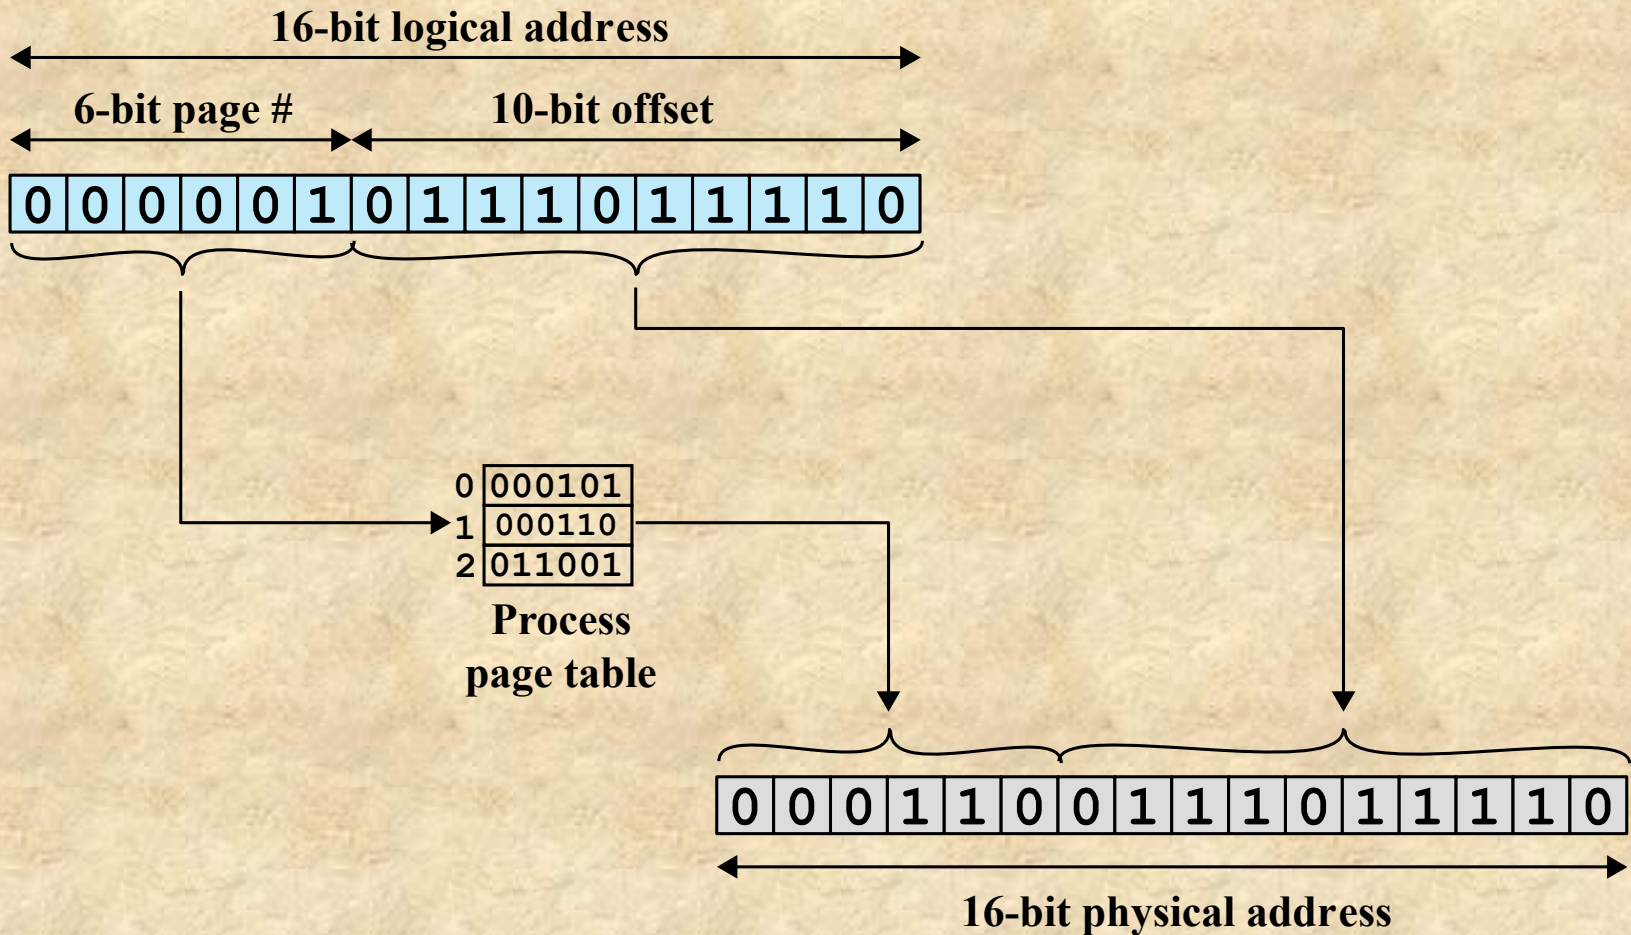 16-bit logical address
6-bit page # 10-bit offset
0 0 0 0 0 1 0 1 1 1 0 1 1 1 1 0
0 000101
1 000110
2 011001
Process
page table
0 0 0 1 1 0 0 1 1 1 0 1 1 1 1 0
16-bit physical address